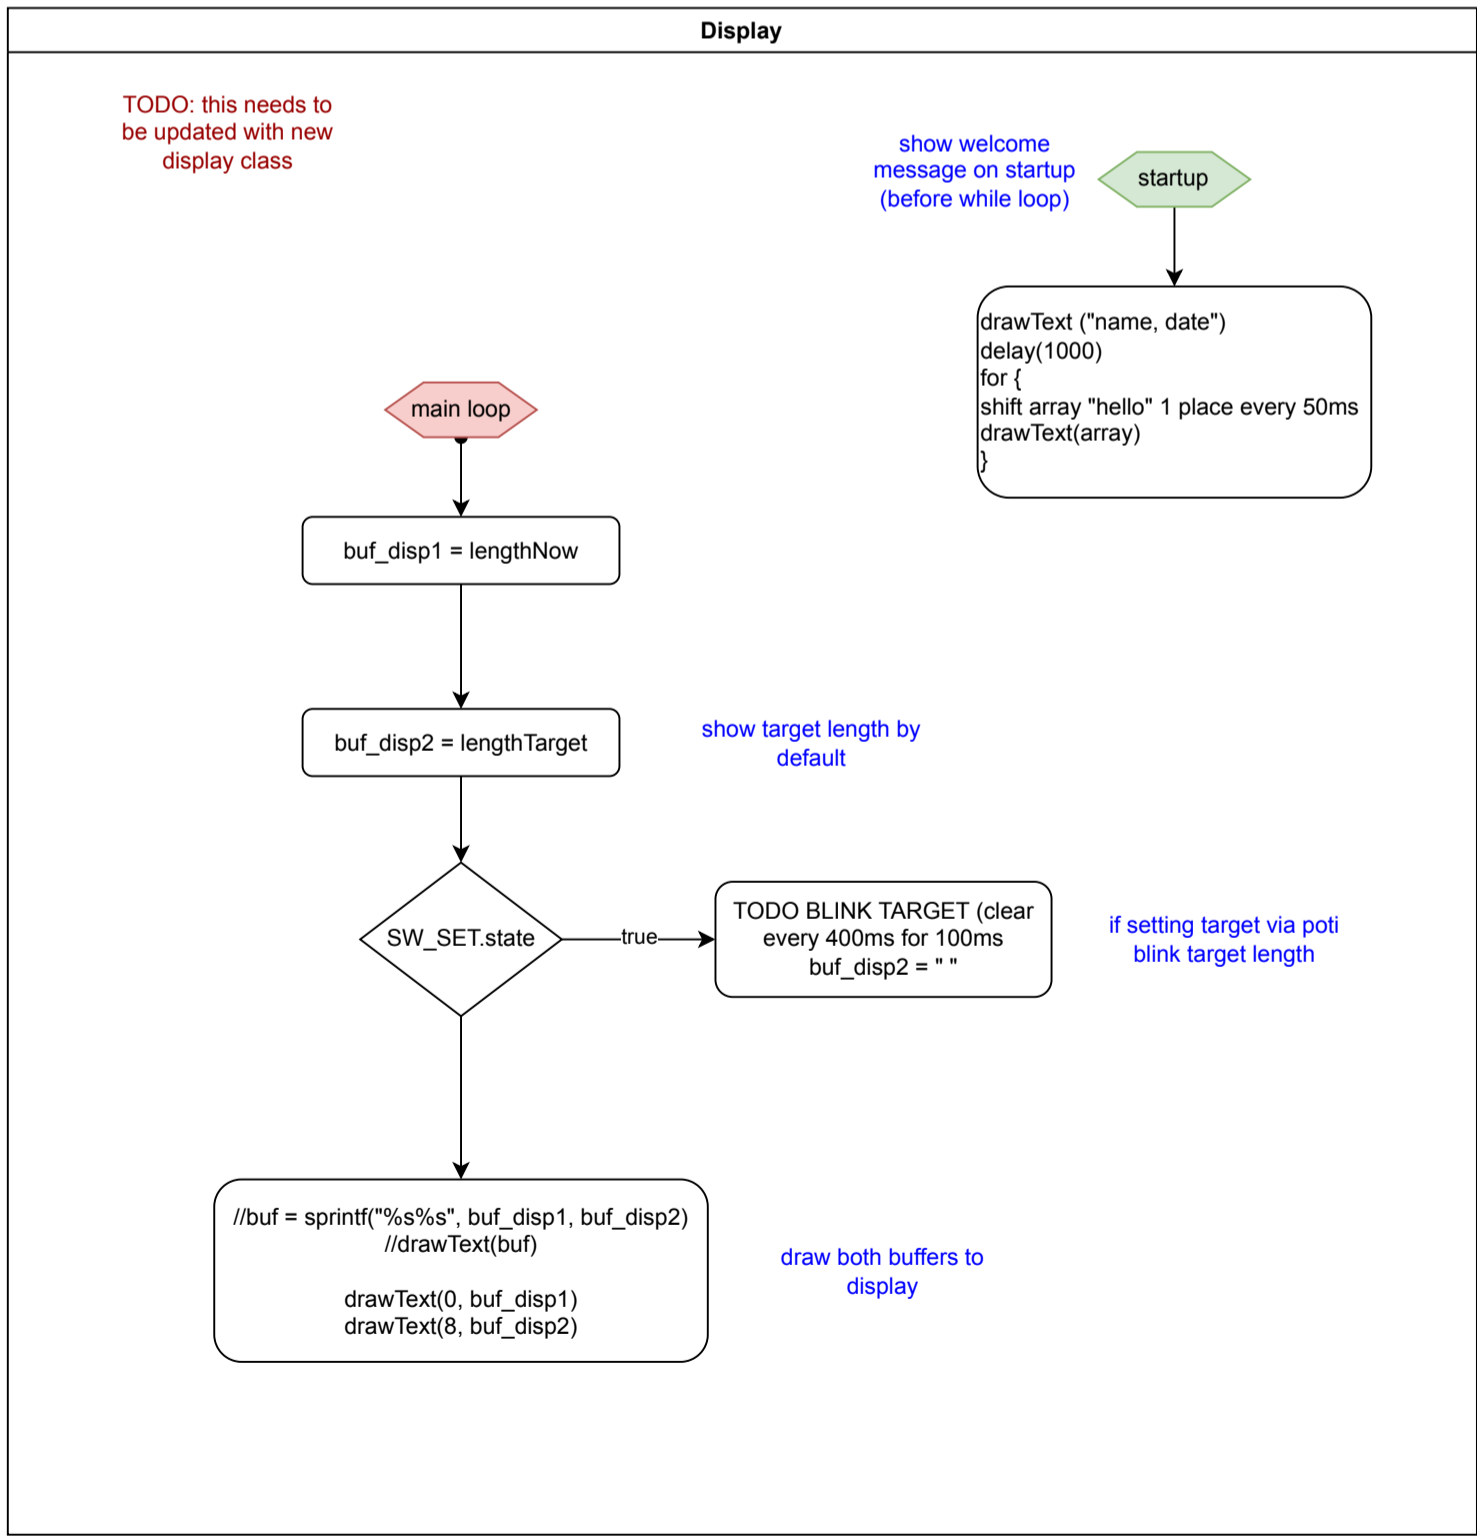 Display
TODO: this needs to
be updated with new
display class
show welcome
message on startup
(before while loop)
startup
drawText ("name, date")
delay(1000)
for {
shift array "hello" 1 place every 50ms
drawText(array)
}
main loop
buf_disp1 = lengthNow
buf_disp2 = lengthTarget
show target length by
default
SW_SET.state
true
TODO BLINK TARGET (clear
every 400ms for 100ms
buf_disp2 = " "
if setting target via poti
blink target length
//buf = sprintf("%s%s", buf_disp1, buf_disp2)
//drawText(buf)
drawText(0, buf_disp1)
drawText(8, buf_disp2)
draw both buffers to
display